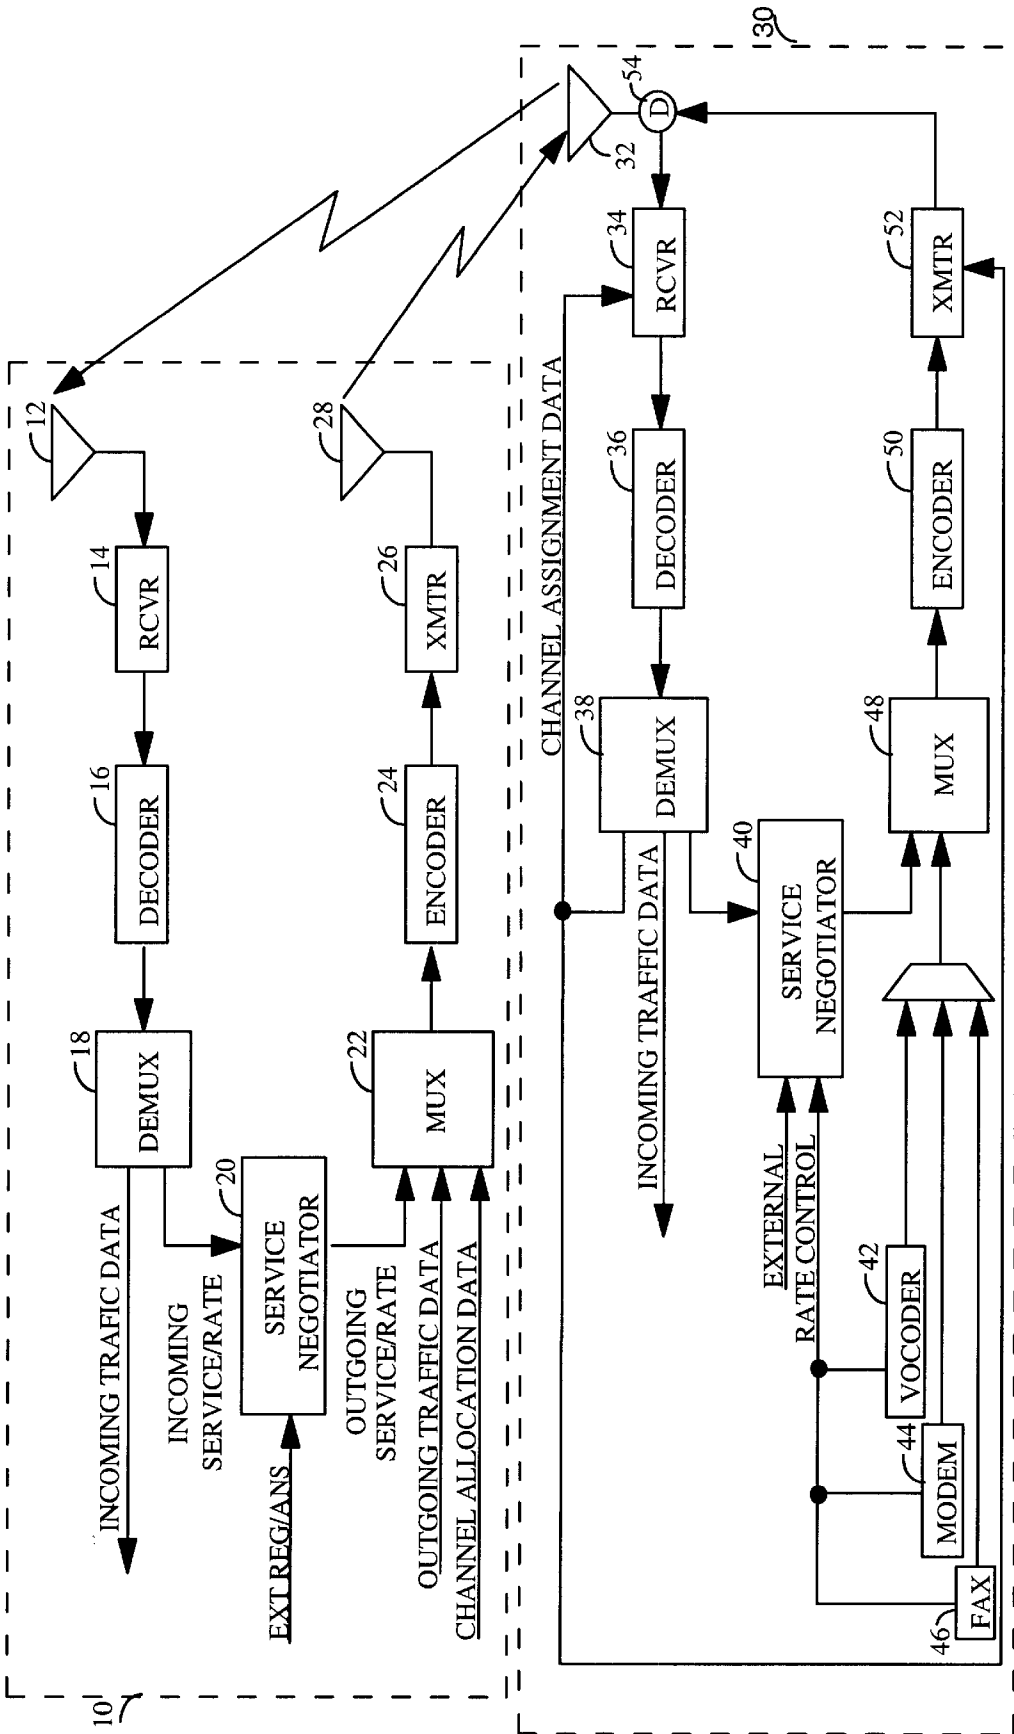 10
12
RCVR
14
DECODER
16
DEMUX
18
INCOMING TRAFFIC DATA
INCOMING
SERVICE/RATE
SERVICE
NEGOTIATOR
20
EXT REG/ANS
OUTGOING
SERVICE/RATE
OUTGOING TRAFFIC DATA
CHANNEL ALLOCATION DATA
MUX
22
ENCODER
24
XMTR
26
28
30
32
D
54
CHANNEL ASSIGNMENT DATA
RCVR
34
DECODER
36
DEMUX
38
INCOMING TRAFFIC DATA
SERVICE
NEGOTIATOR
40
EXTERNAL
RATE CONTROL
VOCODER
42
MODEM
44
FAX
46
MUX
48
ENCODER
50
XMTR
52